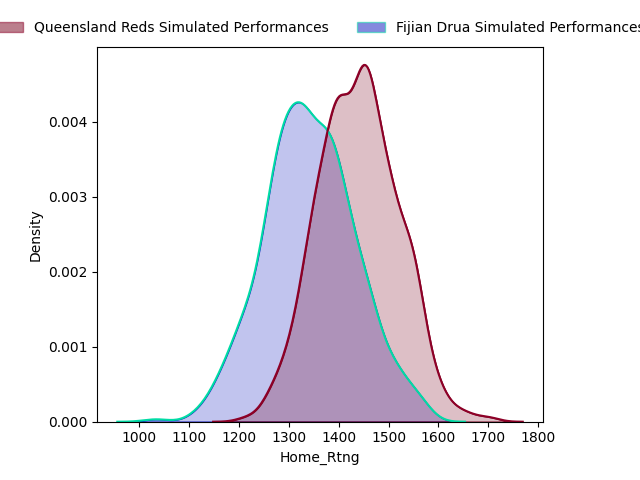 Queensland Reds Simulated Performances
Fijian Drua Simulated Performances
Density
0.004
0.003
0.002
0.001
0.000
1000 1100 1200 1300 1400 1500 1600 1700 1800
Home_Rtng